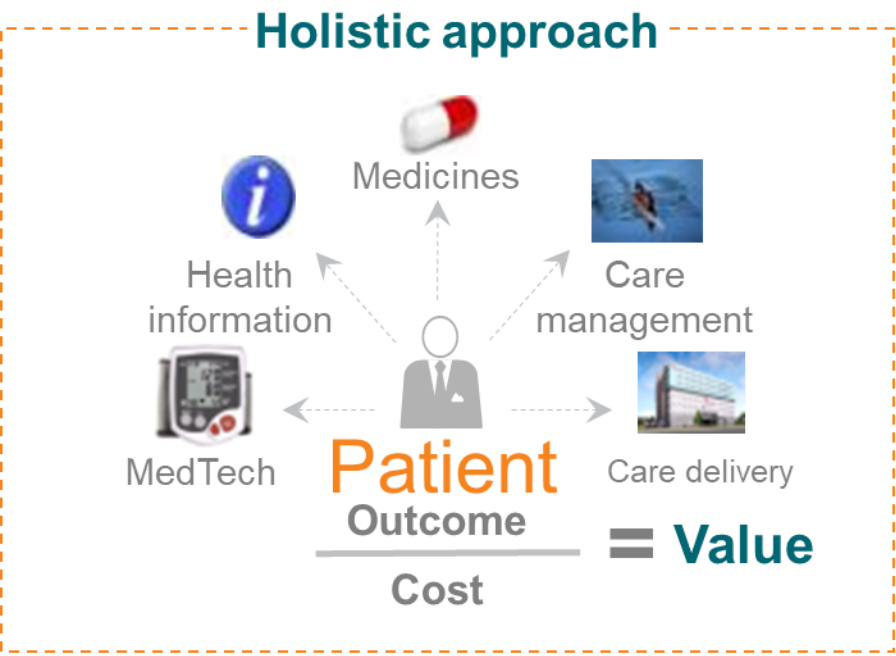 Holistic approach
Medicines
Health
information
Care
management
MedTech
Patient
Care delivery
Outcome
Cost
= Value